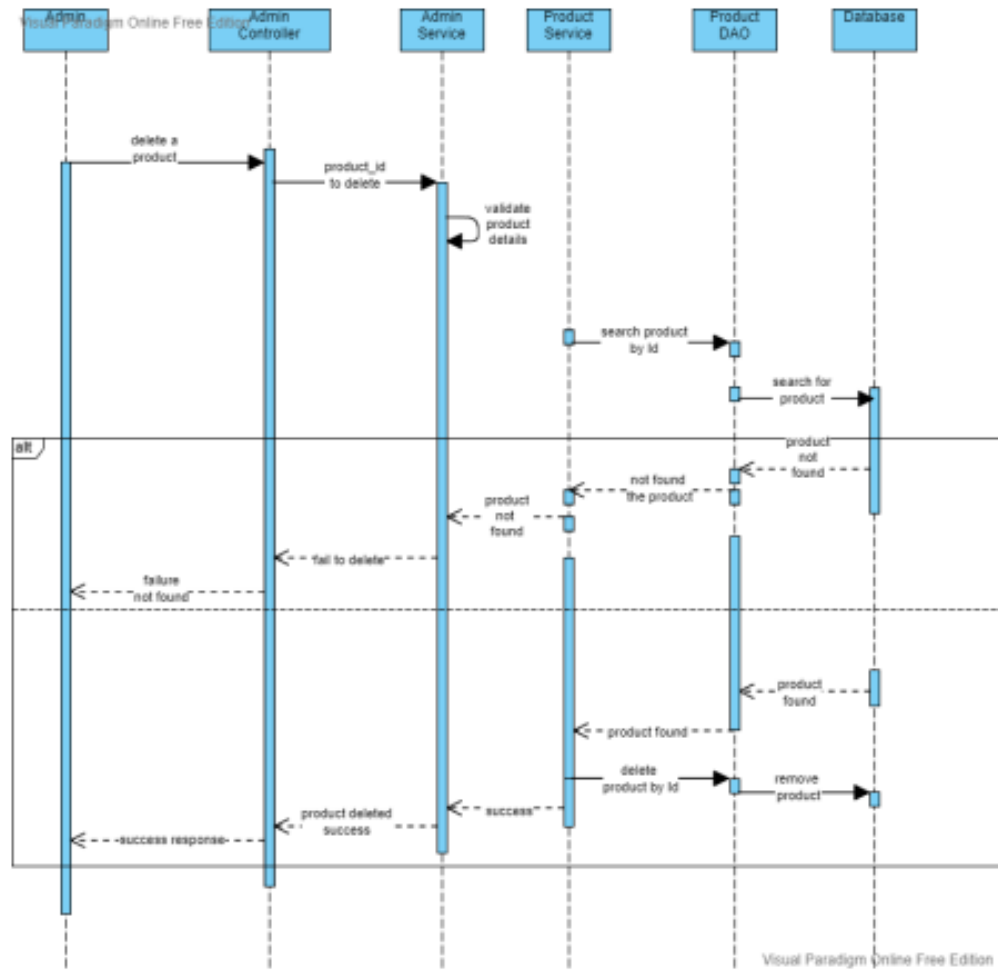 Visual Paradigm Online Free Edition
Admin
Admin
Controller
Admin
Service
Product
Service
Product
DAO
Database
delete a
product
product_id
to delete
validate
product
details
search product
by Id
search for
product
alt
product
not
found
not found
the product
product
not
found
fail to delete
failure
not found
product
found
product found
delete
product by Id
remove
product
success
product deleted
success
success response
Visual Paradigm Online Free Edition